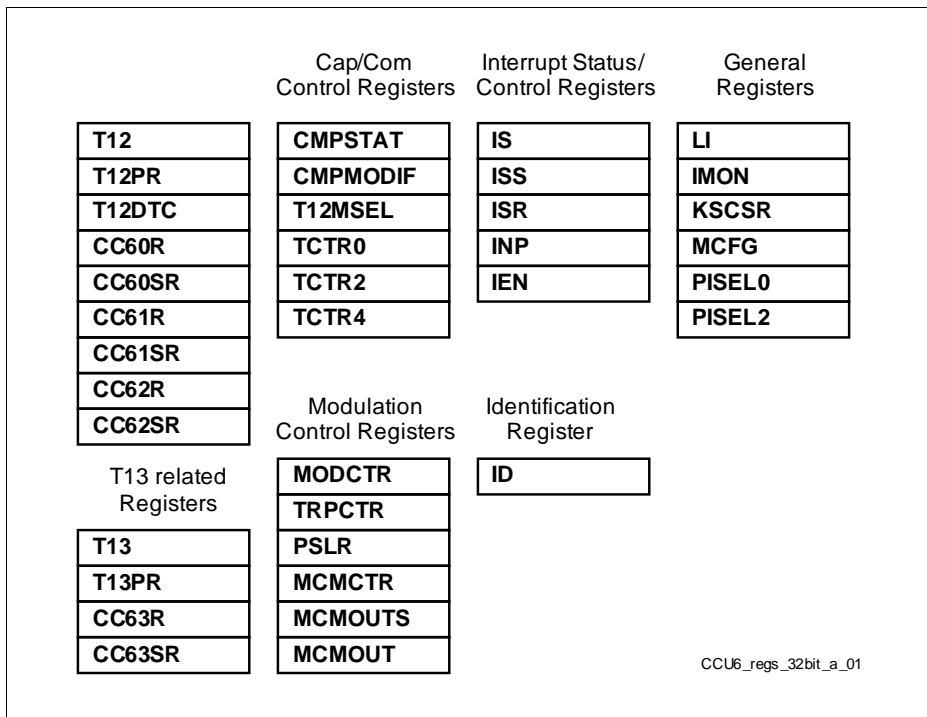 T12
T12PR
T12DTC
CC60R
CC60SR
CC61R
CC61SR
CC62R
CC62SR
T13 related
Registers
T13
T13PR
CC63R
CC63SR
Cap/Com
Control Registers
CMPSTAT
CMPMODIF
T12MSEL
TCTR0
TCTR2
TCTR4
Modulation
Control Registers
MODCTR
TRPCTR
PSLR
MCMCTR
MCMOUTS
MCMOUT
Interrupt Status/
Control Registers
IS
ISS
ISR
INP
IEN
Identification
Register
ID
General
Registers
LI
IMON
KSCSR
MCFG
PISEL0
PISEL2
CCU6_regs_32bit_a_01